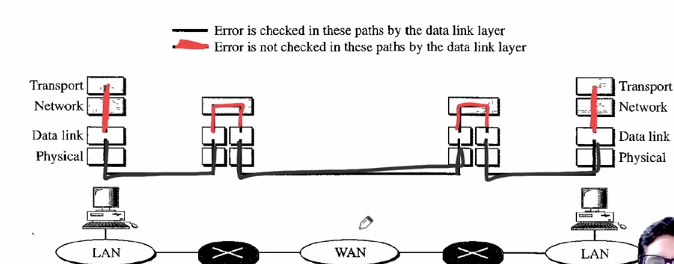 Error is checked in these paths by the data link layer
Error is not checked in these paths by the data link layer
Transport
Network
Data link
Physical
Transport
Network
Data link
Physical
LAN
WAN
LAN